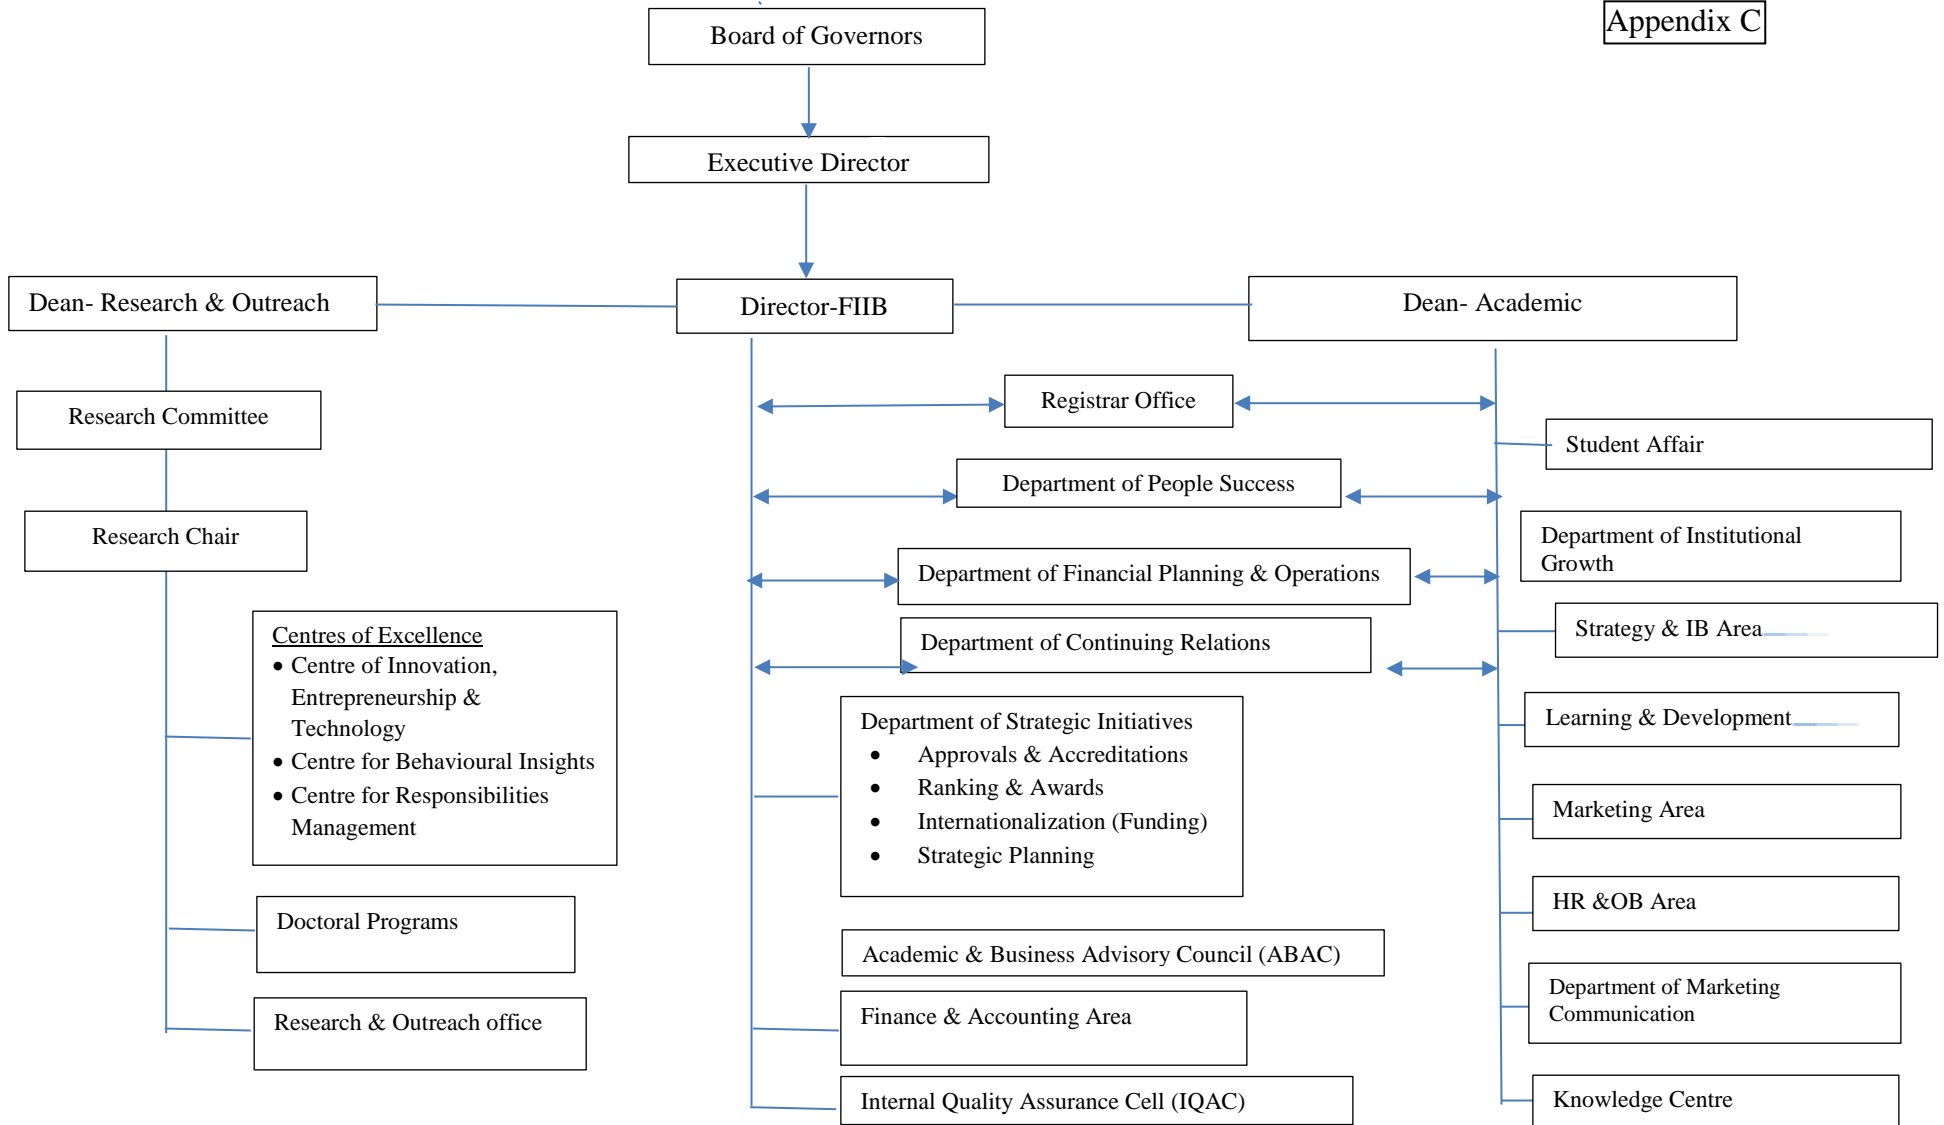 Appendix C
Board of Governors
Executive Director
Dean- Research & Outreach
Director-FIIB
Dean- Academic
Research Committee
Research Chair
Centres of Excellence
• Centre of Innovation,
Entrepreneurship &
Technology
• Centre for Behavioural Insights
• Centre for Responsibilities
Management
Doctoral Programs
Research & Outreach office
Registrar Office
Department of People Success
Department of Financial Planning & Operations
Department of Continuing Relations
Department of Strategic Initiatives
• Approvals & Accreditations
• Ranking & Awards
• Internationalization (Funding)
• Strategic Planning
Academic & Business Advisory Council (ABAC)
Finance & Accounting Area
Internal Quality Assurance Cell (IQAC)
Student Affair
Department of Institutional
Growth
Strategy & IB Area
Learning & Development
Marketing Area
HR &OB Area
Department of Marketing
Communication
Knowledge Centre